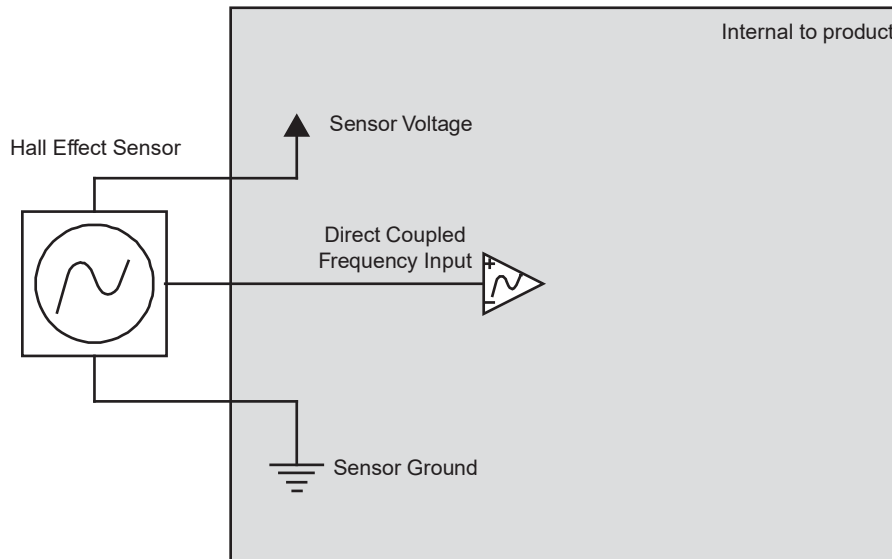 Internal to product
Sensor Voltage
Hall Effect Sensor
Direct Coupled
Frequency Input
+
−
Sensor Ground